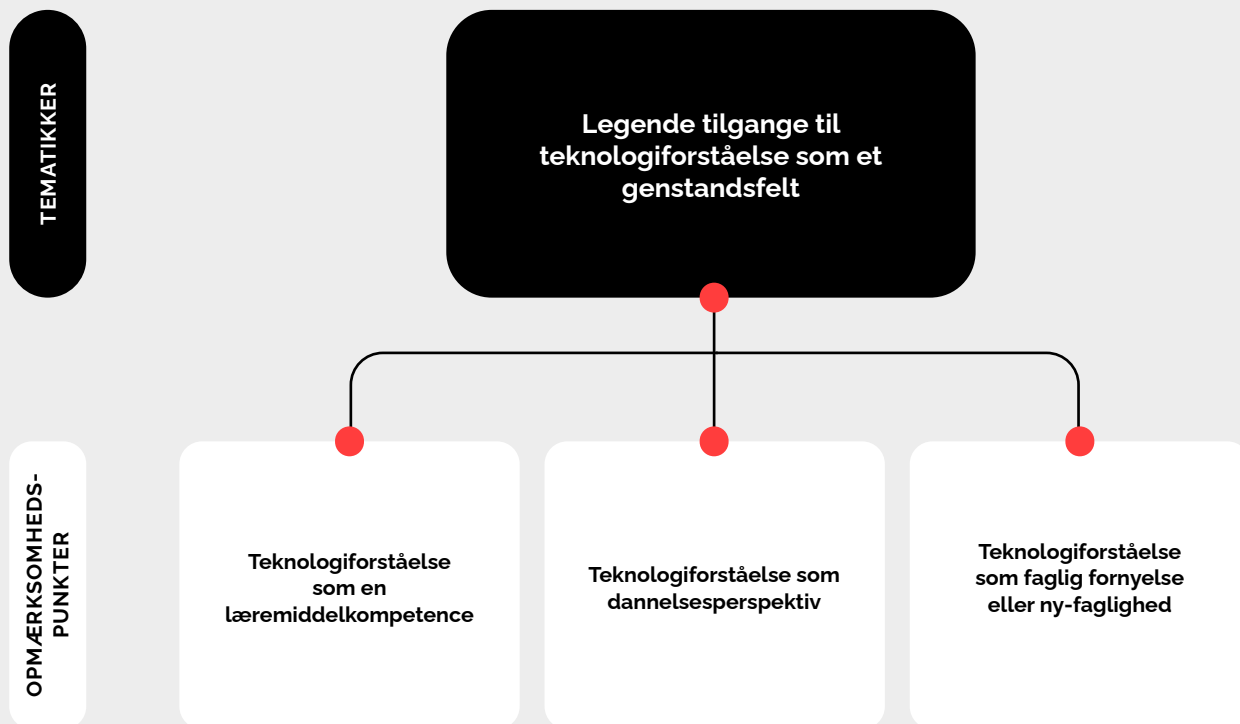 TEMATIKKER
Legende tilgange til
teknologiforståelse som et
genstandsfelt
OPMÆRKSOMHEDS-
PUNKTER
Teknologiforståelse
som en
læremiddelkompetence
Teknologiforståelse som
dannelsesperspektiv
Teknologiforståelse
som faglig fornyelse
eller ny-faglighed